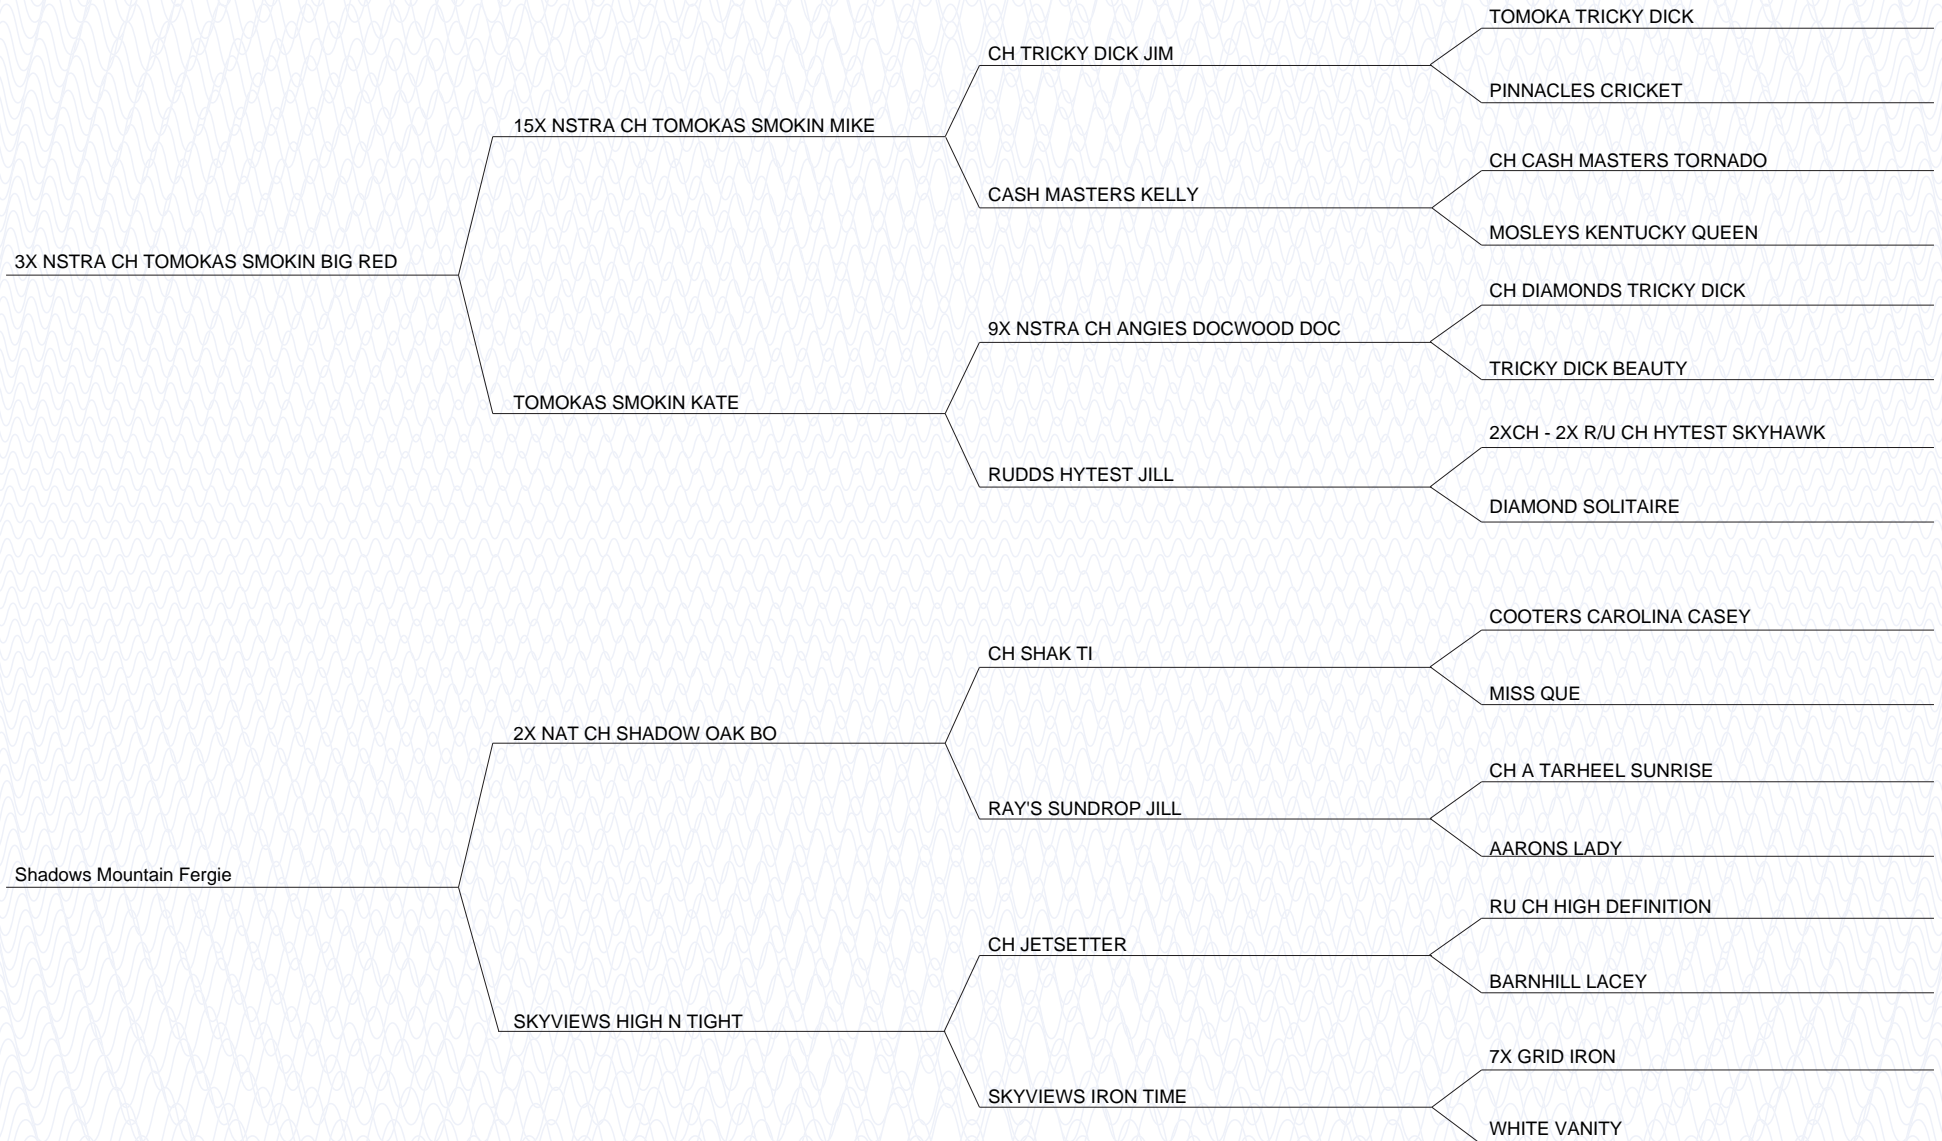 TOMOKA TRICKY DICK
CH TRICKY DICK JIM
PINNACLES CRICKET
15X NSTRA CH TOMOKAS SMOKIN MIKE
CH CASH MASTERS TORNADO
CASH MASTERS KELLY
MOSLEYS KENTUCKY QUEEN
3X NSTRA CH TOMOKAS SMOKIN BIG RED
CH DIAMONDS TRICKY DICK
9X NSTRA CH ANGIES DOCWOOD DOC
TRICKY DICK BEAUTY
TOMOKAS SMOKIN KATE
2XCH - 2X R/U CH HYTEST SKYHAWK
RUDDS HYTEST JILL
DIAMOND SOLITAIRE
COOTERS CAROLINA CASEY
CH SHAK TI
MISS QUE
2X NAT CH SHADOW OAK BO
CH A TARHEEL SUNRISE
RAY'S SUNDROP JILL
AARONS LADY
Shadows Mountain Fergie
RU CH HIGH DEFINITION
CH JETSETTER
BARNHILL LACEY
SKYVIEWS HIGH N TIGHT
7X GRID IRON
SKYVIEWS IRON TIME
WHITE VANITY